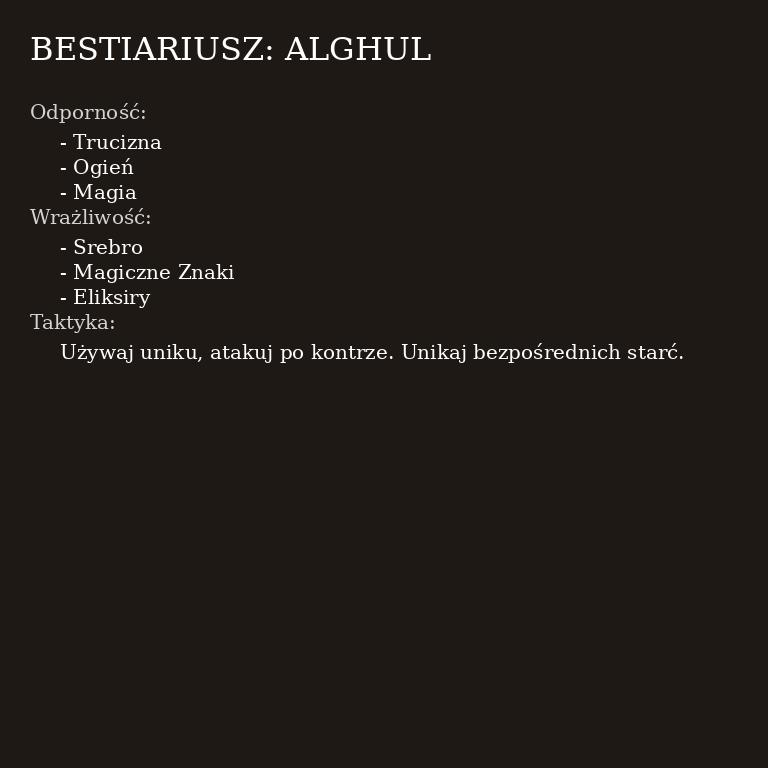 BESTIARIUSZ: ALGHUL
Odporność:
- Trucizna
- Ogień
- Magia
Wrażliwość:
- Srebro
- Magiczne Znaki
- Eliksiry
Taktyka:
Używaj uniku, atakuj po kontrze. Unikaj bezpośrednich starć.